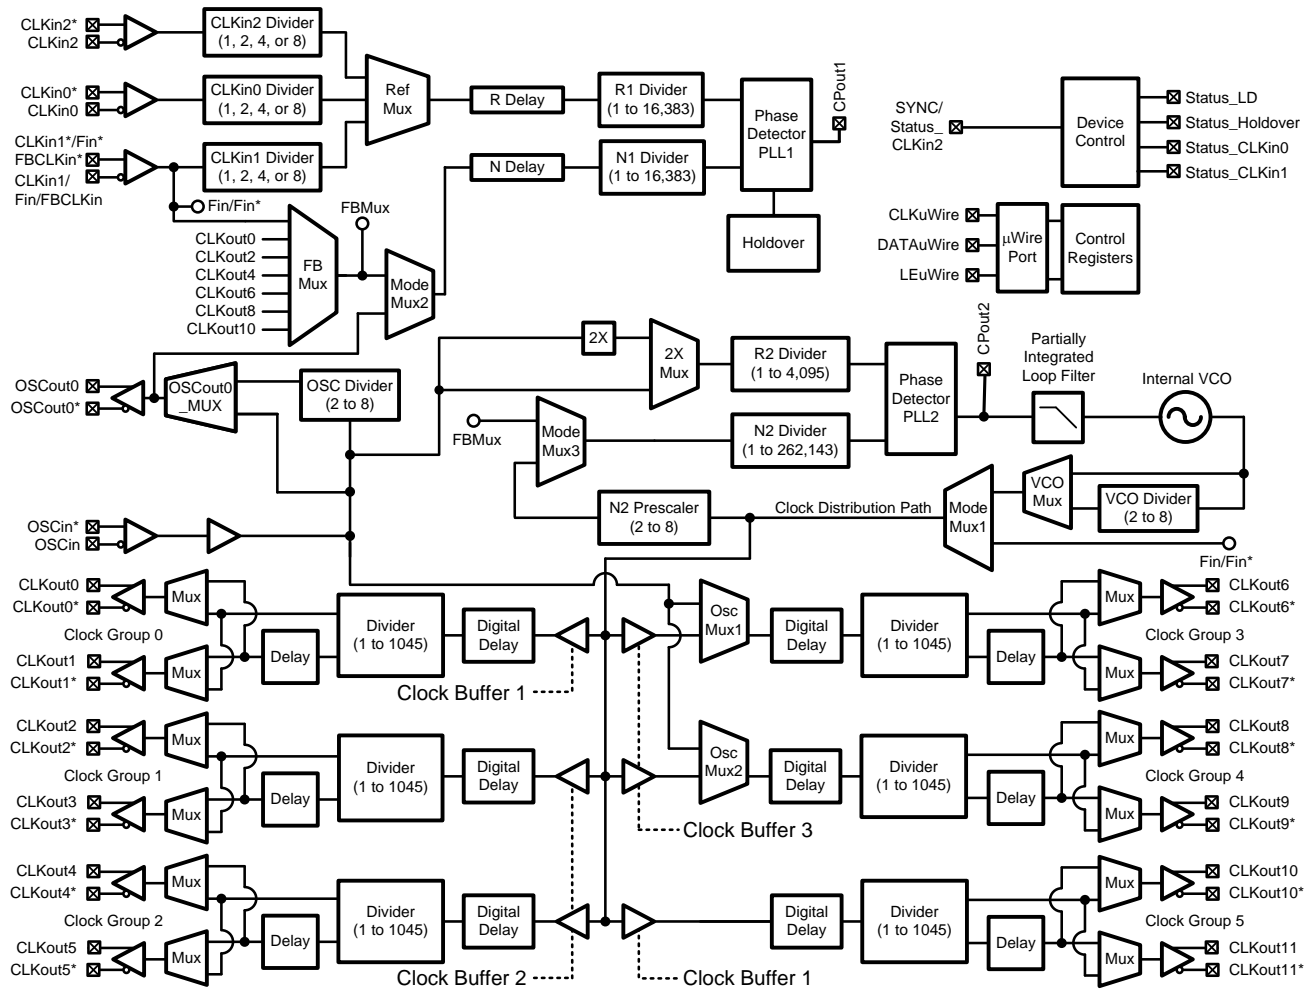 CLKin2*
CLKin2
CLKin2 Divider
(1, 2, 4, or 8)
CLKin0*
CLKin0
CLKin0 Divider
(1, 2, 4, or 8)
CLKin1*/Fin*
FBCLKin*
CLKin1/
Fin/FBCLKin
CLKin1 Divider
(1, 2, 4, or 8)
Ref
Mux
R Delay
R1 Divider
(1 to 16,383)
N Delay
N1 Divider
(1 to 16,383)
Phase
Detector
PLL1
CPout1
Holdover
SYNC/
Status_
CLKin2
Device
Control
Status_LD
Status_Holdover
Status_CLKin0
Status_CLKin1
CLKuWire
DATAuWire
LEuWire
µWire
Port
Control
Registers
Fin/Fin*
FBMux
CLKout0
CLKout2
CLKout4
CLKout6
CLKout8
CLKout10
FB
Mux
Mode
Mux2
OSCout0
OSCout0*
OSCout0
_MUX
OSC Divider
(2 to 8)
2X
2X
Mux
R2 Divider
(1 to 4,095)
FBMux
Mode
Mux3
N2 Divider
(1 to 262,143)
Phase
Detector
PLL2
CPout2
Partially
Integrated
Loop Filter
Internal VCO
OSCin*
OSCin
N2 Prescaler
(2 to 8)
Clock Distribution Path
Mode
Mux1
VCO
Mux
VCO Divider
(2 to 8)
Fin/Fin*
CLKout0
CLKout0*
Mux
Clock Group 0
CLKout1
CLKout1*
Mux
Delay
Divider
(1 to 1045)
Digital
Delay
Clock Buffer 1
Osc
Mux1
Digital
Delay
Divider
(1 to 1045)
Delay
Mux
CLKout6
CLKout6*
Clock Group 3
Mux
CLKout7
CLKout7*
CLKout2
CLKout2*
Mux
Clock Group 1
CLKout3
CLKout3*
Mux
Delay
Divider
(1 to 1045)
Digital
Delay
Osc
Mux2
Digital
Delay
Divider
(1 to 1045)
Delay
Mux
CLKout8
CLKout8*
Clock Group 4
Mux
CLKout9
CLKout9*
Clock Buffer 3
CLKout4
CLKout4*
Mux
Clock Group 2
CLKout5
CLKout5*
Mux
Delay
Divider
(1 to 1045)
Digital
Delay
Clock Buffer 2
Clock Buffer 1
Digital
Delay
Divider
(1 to 1045)
Delay
Mux
CLKout10
CLKout10*
Clock Group 5
Mux
CLKout11
CLKout11*